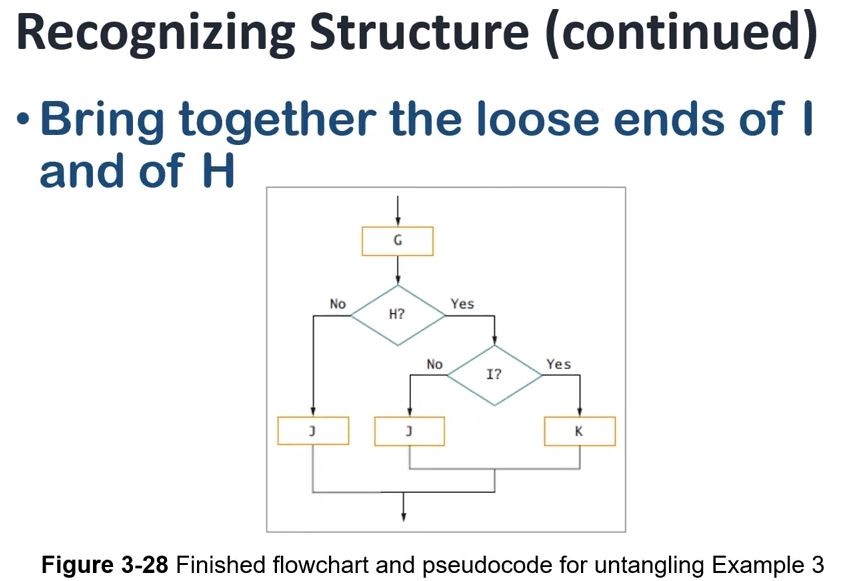 Recognizing Structure (continued)
• Bring together the loose ends of I
and of H
G
No
Yes
H?
No
Yes
I?
J
J
K
Figure 3-28 Finished flowchart and pseudocode for untangling Example 3